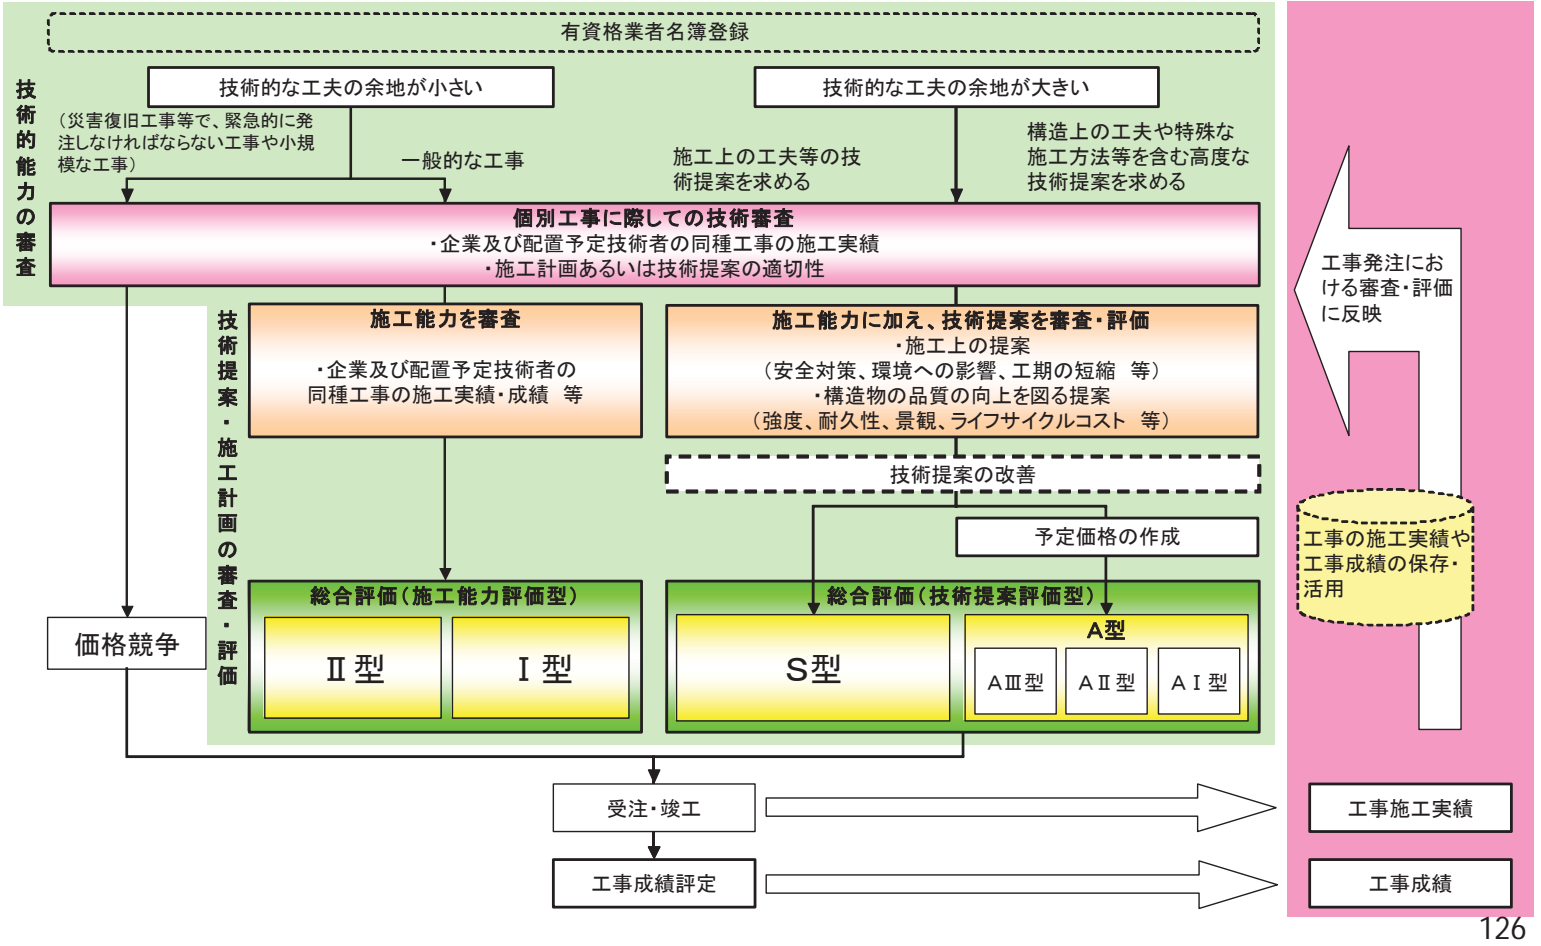 有資格業者名簿登録
技術的能力の審査
技術的な工夫の余地が小さい
技術的な工夫の余地が大きい
（災害復旧工事等で、緊急的に発
注しなければならない工事や小規
模な工事）
一般的な工事
施工上の工夫等の技
術提案を求める
構造上の工夫や特殊な
施工方法等を含む高度な
技術提案を求める
個別工事に際しての技術審査
・企業及び配置予定技術者の同種工事の施工実績
・施工計画あるいは技術提案の適切性
技術提案・施工計画の審査・評価
施工能力を審査
・企業及び配置予定技術者の
同種工事の施工実績・成績　等
施工能力に加え、技術提案を審査・評価
・施工上の提案
（安全対策、環境への影響、工期の短縮　等）
・構造物の品質の向上を図る提案
（強度、耐久性、景観、ライフサイクルコスト　等）
技術提案の改善
予定価格の作成
価格競争
総合評価（施工能力評価型）
Ⅱ型
Ⅰ型
総合評価（技術提案評価型）
S型
A型
AⅢ型
AⅡ型
AⅠ型
受注・竣工
工事成績評定
工事発注にお
ける審査・評価
に反映
工事の施工実績や
工事成績の保存・
活用
工事施工実績
工事成績
126